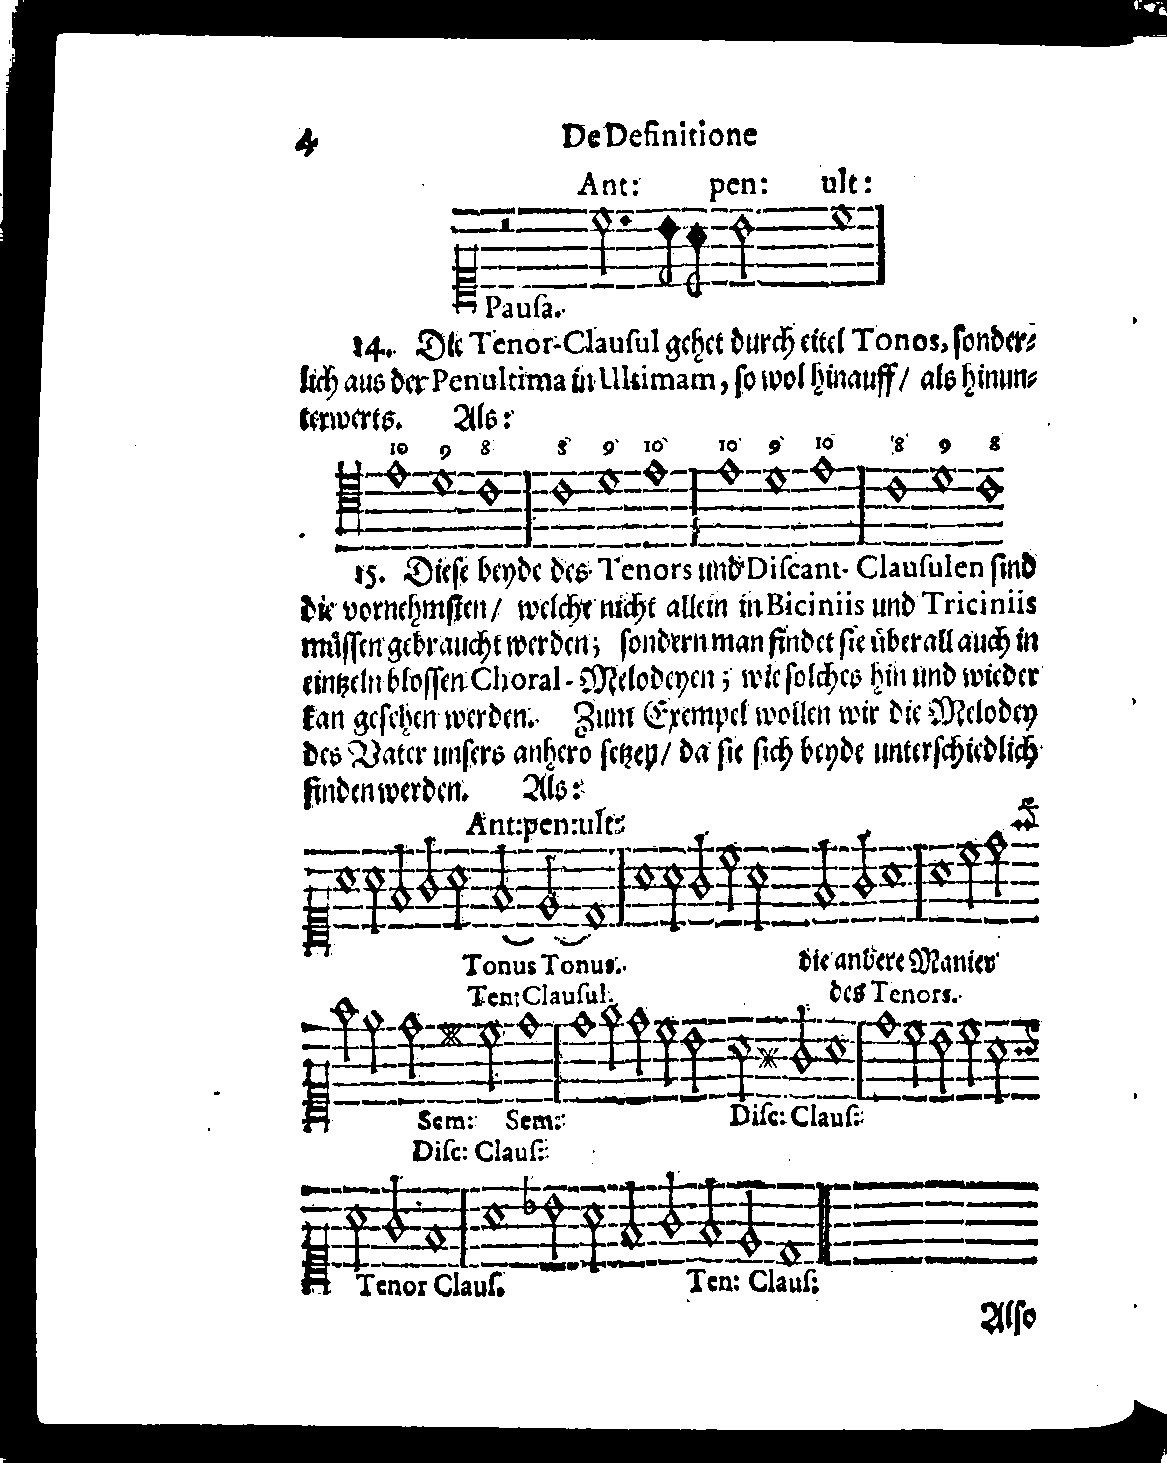 4 De Definitione
Ant: pen: ult:
Pauſa.
14. Die Tenor-Clauſul gehet durch eitel Tonos, ſonder⸗
lich aus der Penultima in Ultimam, ſo wol hinauff/ als hinun⸗
terwerts. Als:
10 9 8 8 9 10 10 9 10 8 9 8
15. Dieſe beyde des Tenors und Diſcant-Clauſulen ſind
die vornehmſten/ welche nicht allein in Biciniis und Triciniis
müſſen gebraucht werden; ſondern man findet ſie überall auch in
eintzeln bloſſen Choral-Melodeyen; wie ſolches hin und wieder
kan geſehen werden. Zum Exempel wollen wir die Melodey
des Vater unſers anhero ſetzen/ da ſie ſich beyde unterſchiedlich
finden werden. Als:
Ant:pen:ult:
Tonus Tonus. die andere Manier
Ten: Clauſul. des Tenors.
Sem: Sem: Diſc: Clauſ:
Diſc: Clauſ:
Tenor Clauſ. Ten: Clauſ:
Alſo